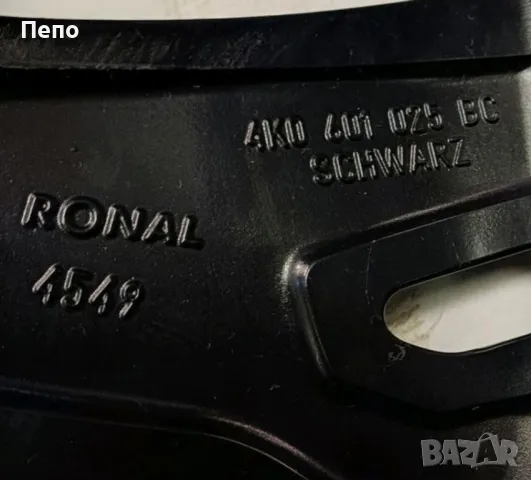 Пепо
4K0 601 025 BC
SCHWARZ
RONAL
4549
BAZAR